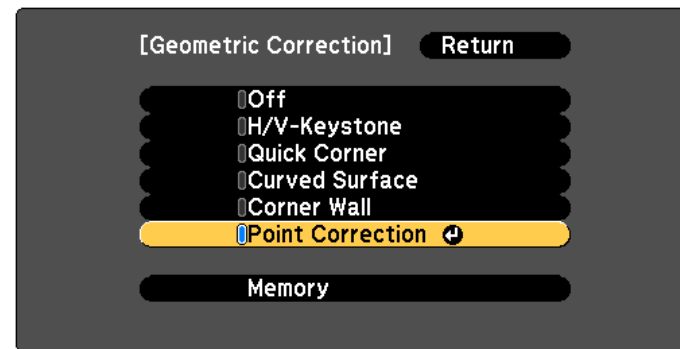 [Geometric Correction] Return
Off
H/V-Keystone
Quick Corner
Curved Surface
Corner Wall
Point Correction
Memory